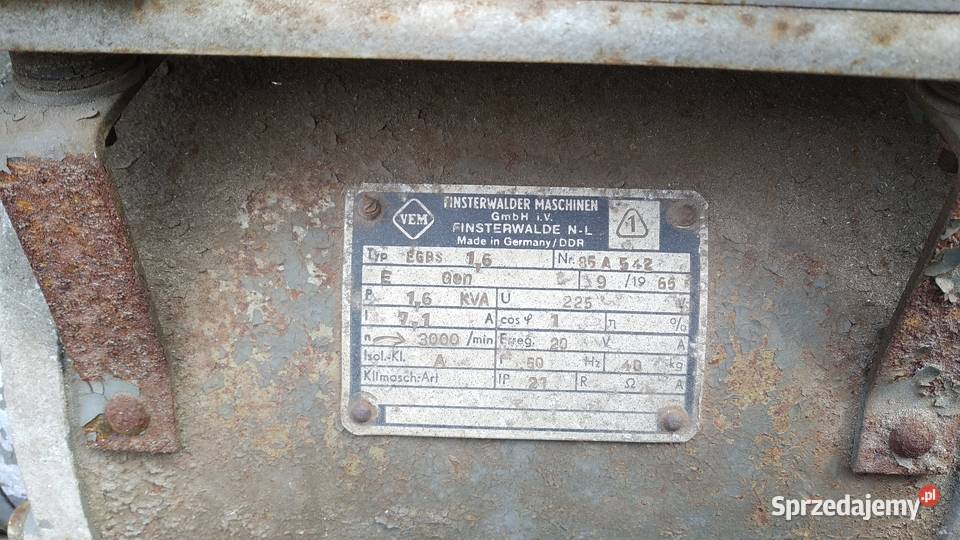 VEM
FINSTERWALDER MASCHINEN
GmbH i.V.
FINSTERWALDE N-L
Made in Germany/DDR
1
Typ EGBS 1,6 Nr. 85 A 542
E Gen 9 /19 65
P 1,6 KVA U 225 V
I 7,1 A cos φ 1 η %
n 3000 /min Erreg. 20 V A
Isol.-Kl. A f 50 Hz 40 kg
Klimasch-Art IP 21 R Ω A
Sprzedajemy.pl